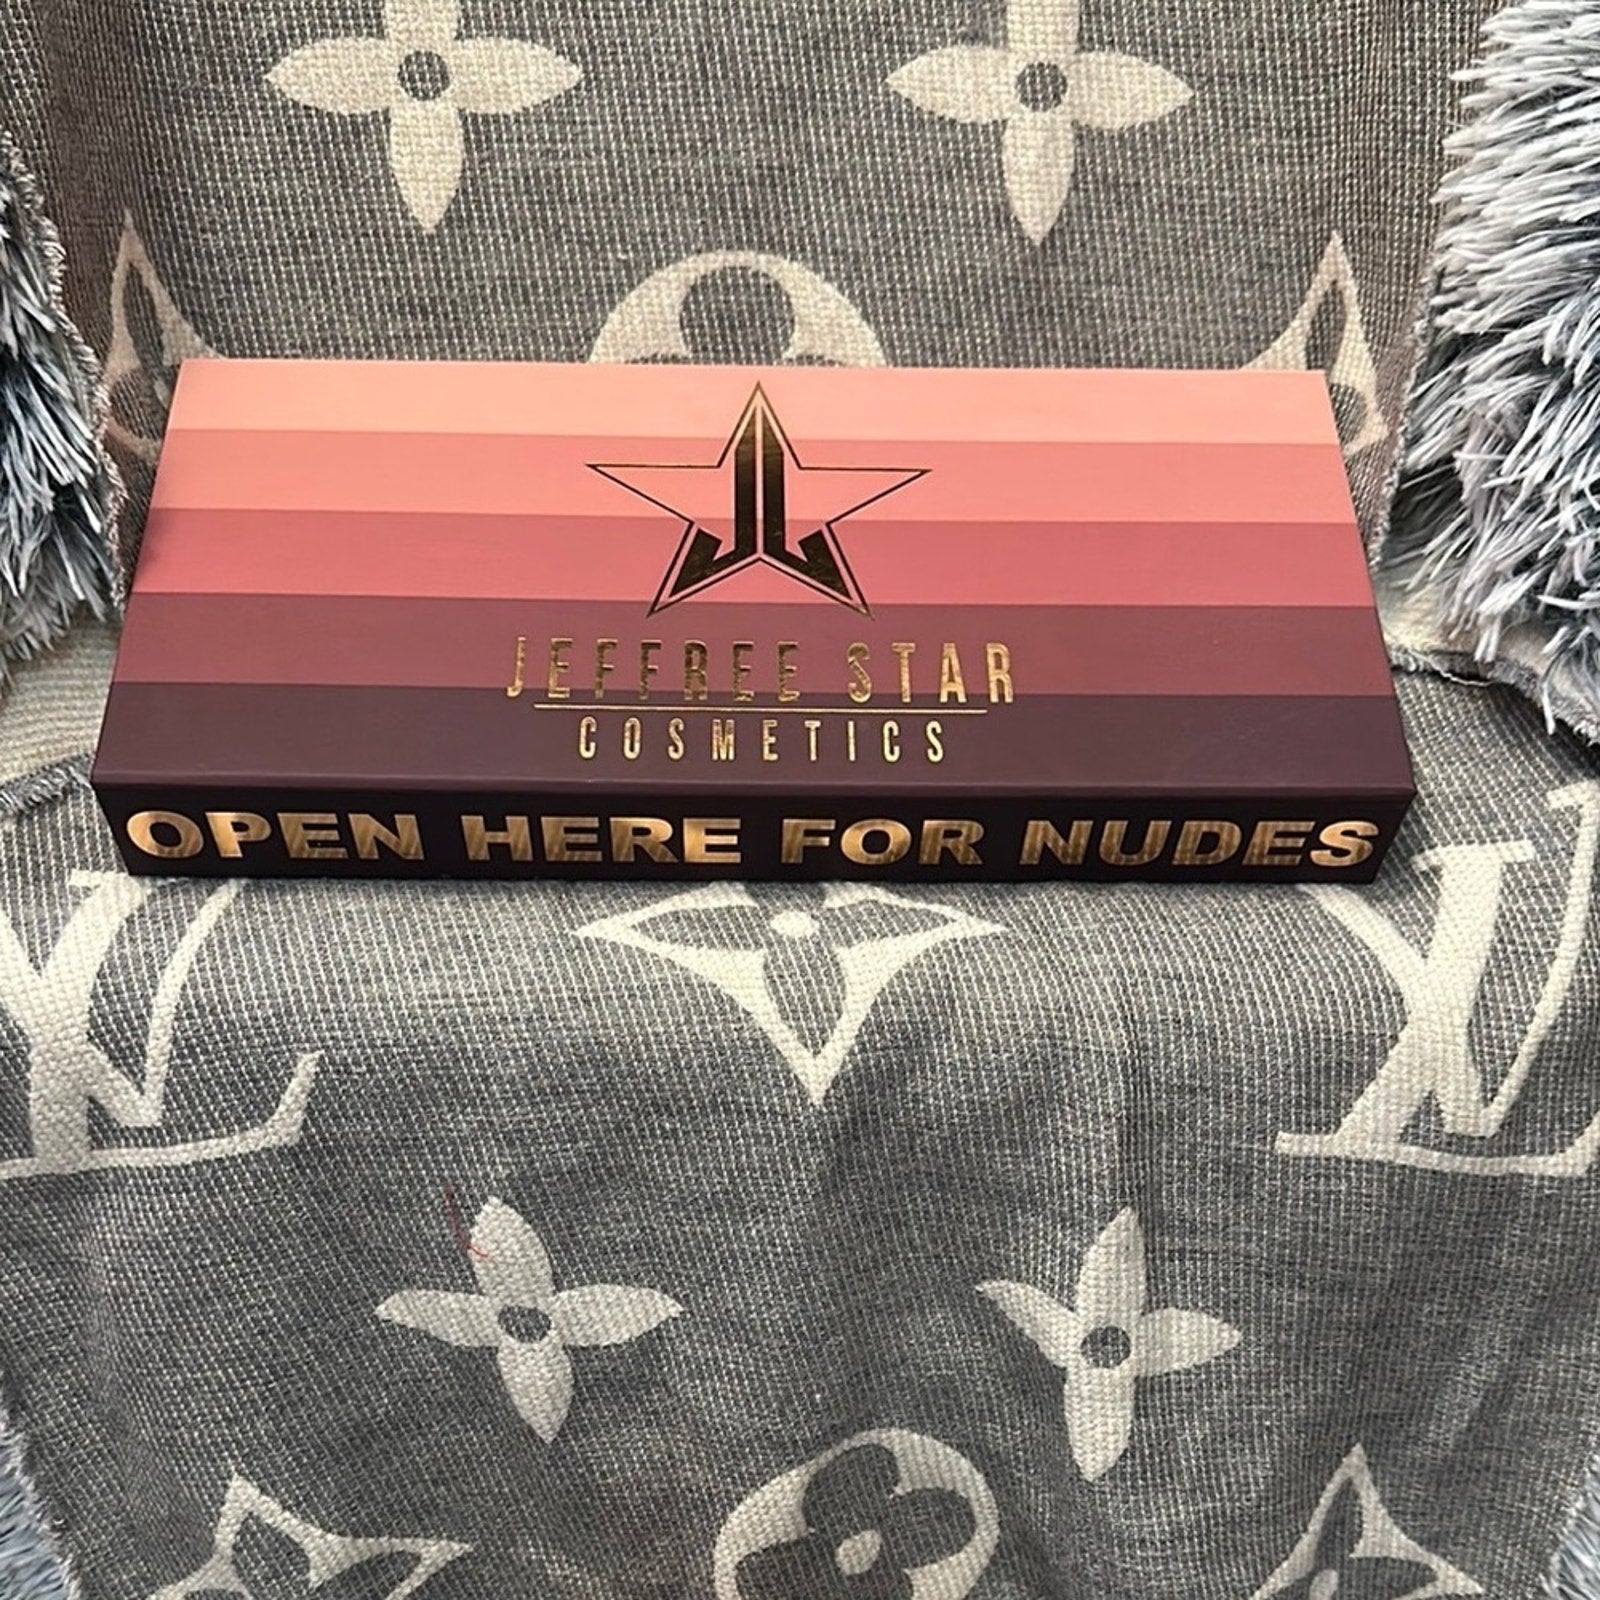 JEFFREE STAR
COSMETICS
OPEN HERE FOR NUDES